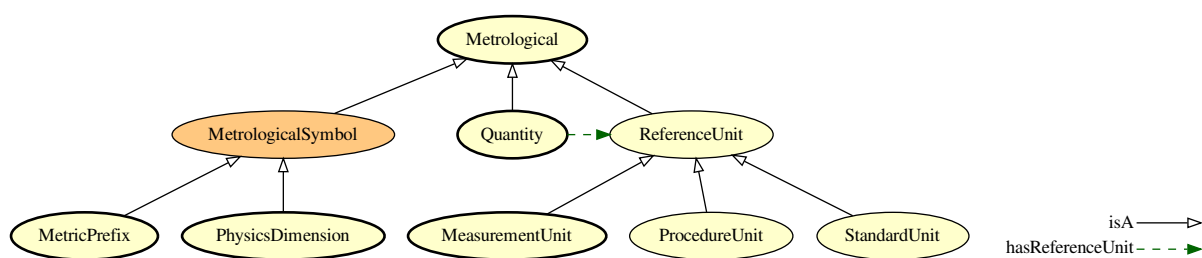 Metrological
MetrologicalSymbol
Quantity
ReferenceUnit
MetricPrefix
PhysicsDimension
MeasurementUnit
ProcedureUnit
StandardUnit
isA
hasReferenceUnit